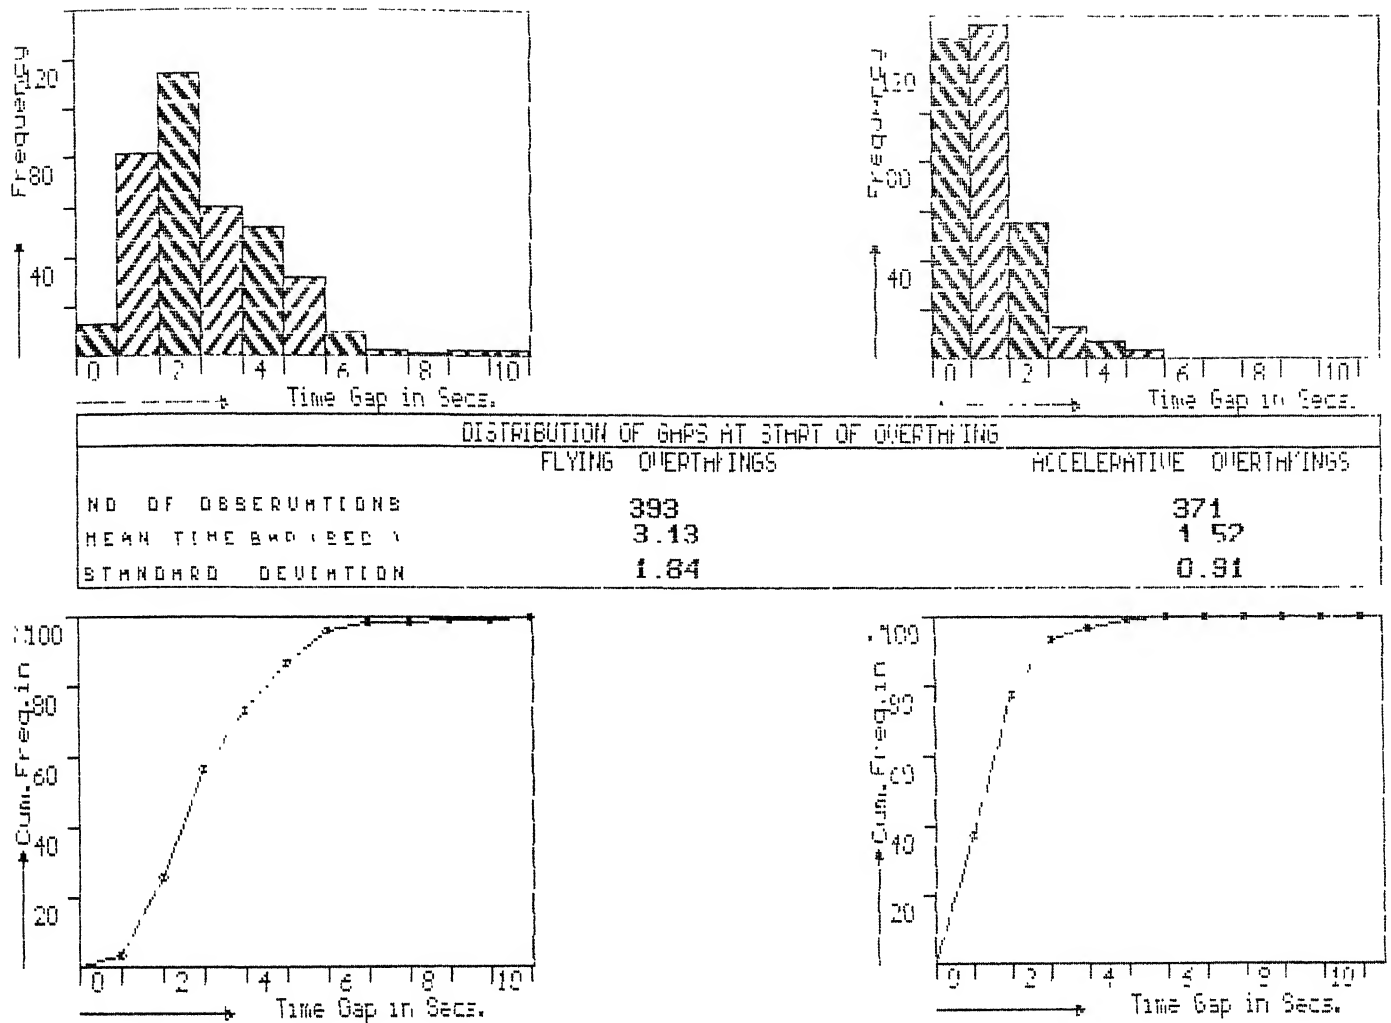 Frequency
120
80
40
0 2 4 6 8 10
Time Gap in Secs.
Frequency
120
80
40
0 2 4 6 8 10
Time Gap in Secs.
DISTRIBUTION OF GAPS AT START OF OVERTAKING
FLYING OVERTAKINGS ACCELERATIVE OVERTAKINGS
NO OF OBSERVATIONS 393 371
MEAN TIME GAP (SEC ) 3.13 1 52
STANDARD DEVIATION 1.64 0.91
100
80
60
40
20
Cum.Freq.in
0 2 4 6 8 10
Time Gap in Secs.
100
80
60
40
20
Cum.Freq.in
0 2 4 6 8 10
Time Gap in Secs.